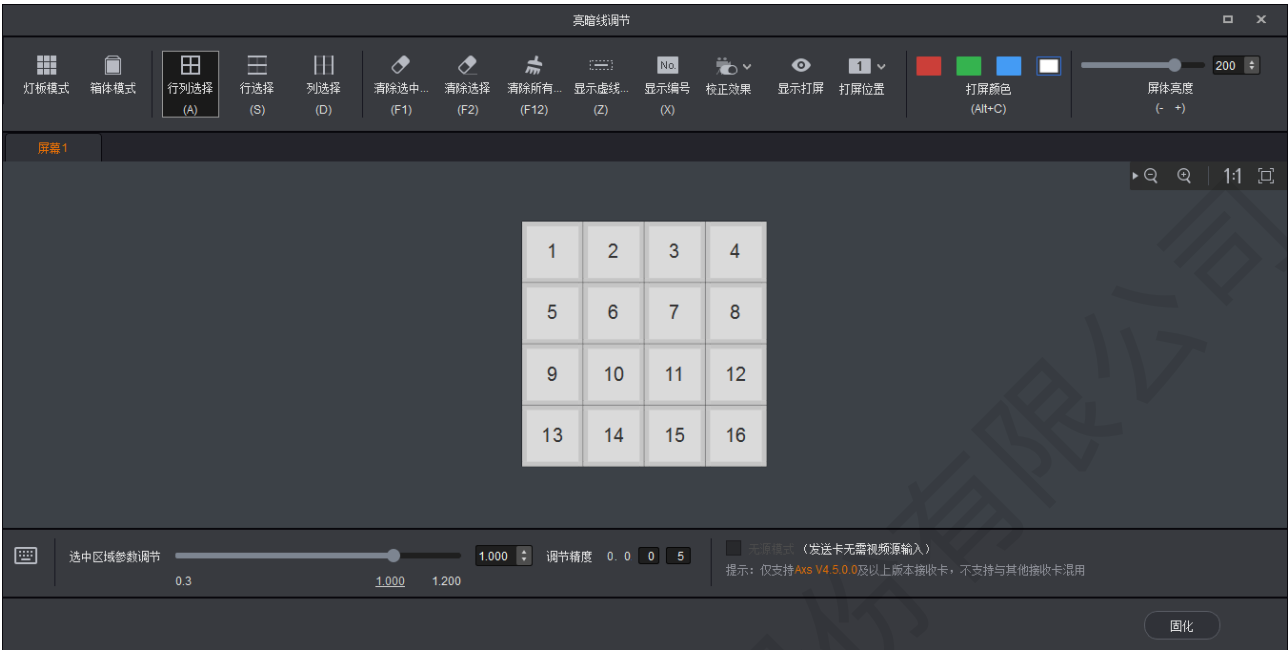 亮暗线调节
灯板模式 箱体模式 行列选择 行选择 列选择 清除选中... 清除选择 清除所有... 显示虚线... 显示编号 校正效果 显示打屏 打屏位置 打屏颜色 屏体亮度
No. 1 200
(A) (S) (D) (F1) (F2) (F12) (Z) (X) (Alt+C) (- +)
屏幕1
1:1
1 2 3 4
5 6 7 8
9 10 11 12
13 14 15 16
选中区域参数调节 1.000 调节精度 0. 0 0 5
0.3 1.000 1.200
无源模式 (发送卡无需视频源输入)
提示：仅支持Axs V4.5.0.0及以上版本接收卡，不支持与其他接收卡混用
固化
份有限公司